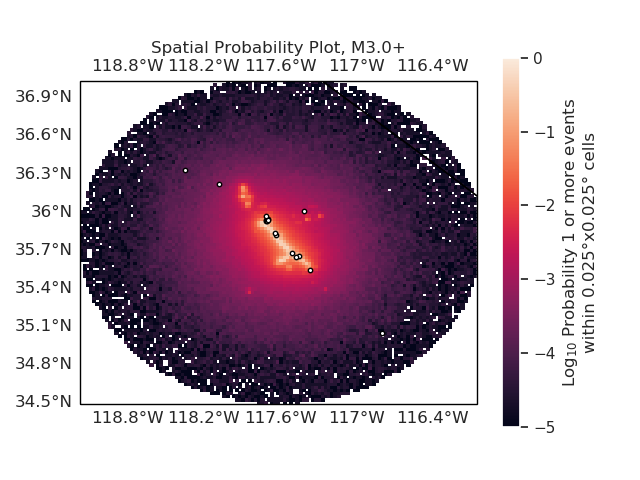 Spatial Probability Plot, M3.0+
118.8°W 118.2°W 117.6°W 117°W 116.4°W
36.9°N
36.6°N
36.3°N
36°N
35.7°N
35.4°N
35.1°N
34.8°N
34.5°N
118.8°W 118.2°W 117.6°W 117°W 116.4°W
0
−1
−2
−3
−4
−5
Log₁₀ Probability 1 or more events
within 0.025°x0.025° cells